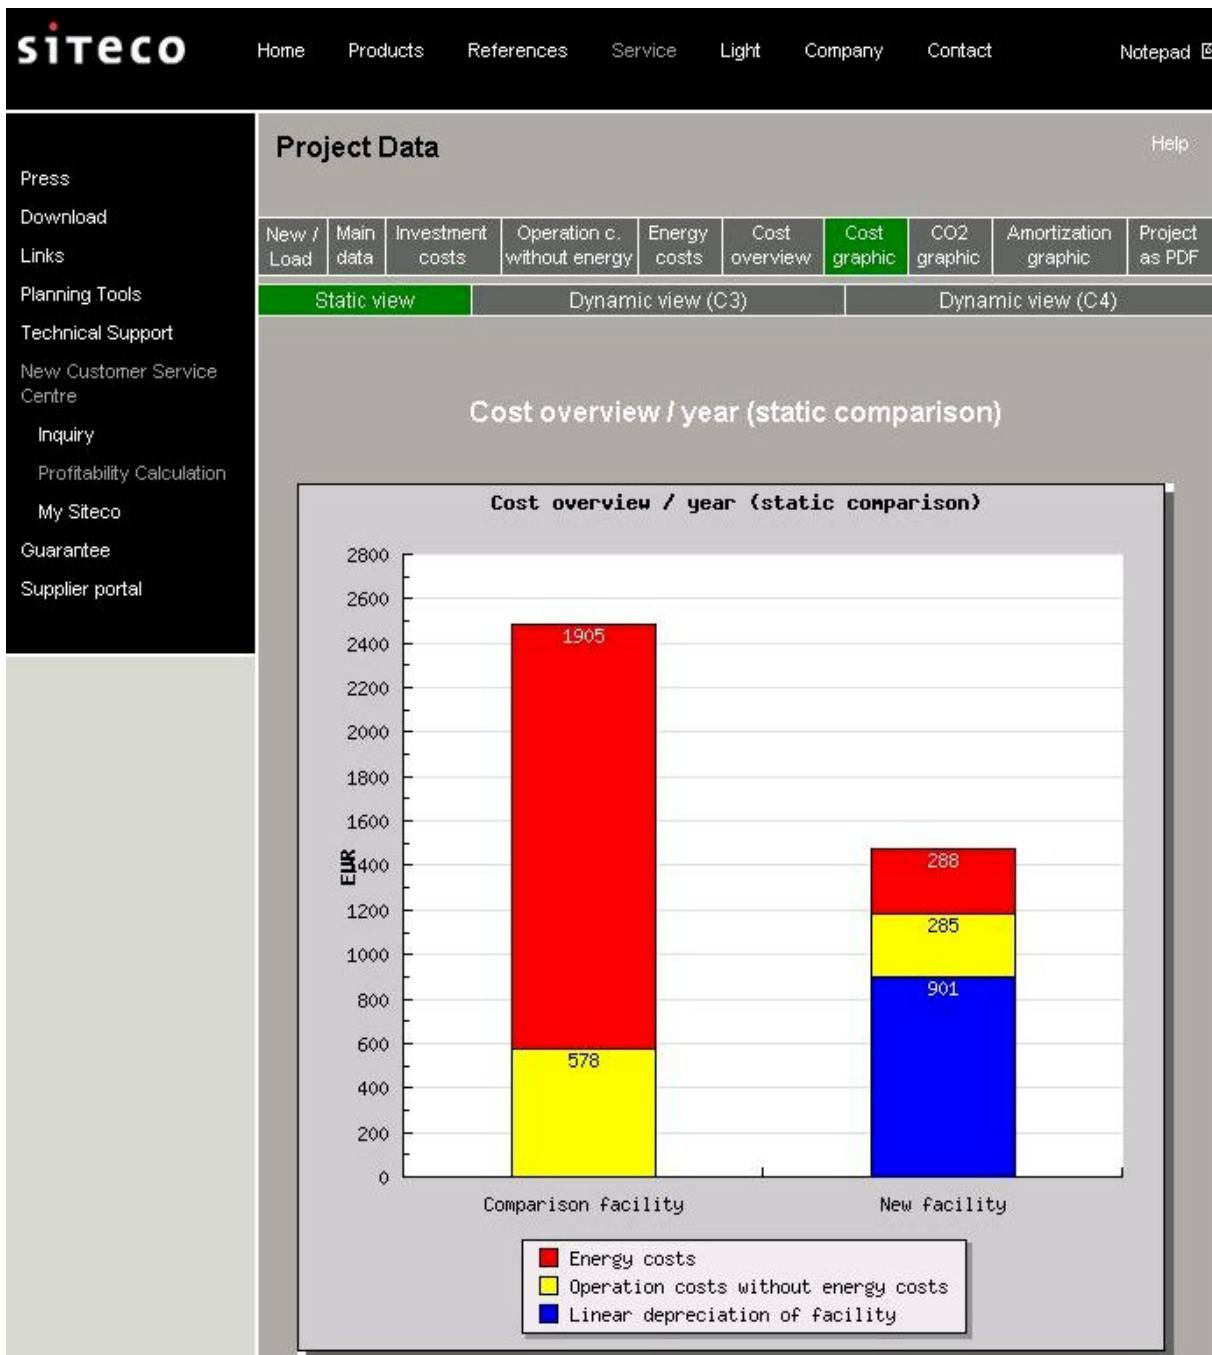 siteco
Home Products References Service Light Company Contact Notepad
Project Data
Help
Press
Download
Links
Planning Tools
Technical Support
New Customer Service
Centre
Inquiry
Profitability Calculation
My Siteco
Guarantee
Supplier portal
New / Load
Main data
Investment costs
Operation c. without energy
Energy costs
Cost overview
Cost graphic
CO2 graphic
Amortization graphic
Project as PDF
Static view
Dynamic view (C3)
Dynamic view (C4)
Cost overview / year (static comparison)
Cost overview / year (static comparison)
2800
2600
2400
2200
2000
1800
1600
1400
1200
1000
800
600
400
200
0
EUR
1905
578
288
285
901
Comparison facility
New facility
Energy costs
Operation costs without energy costs
Linear depreciation of facility